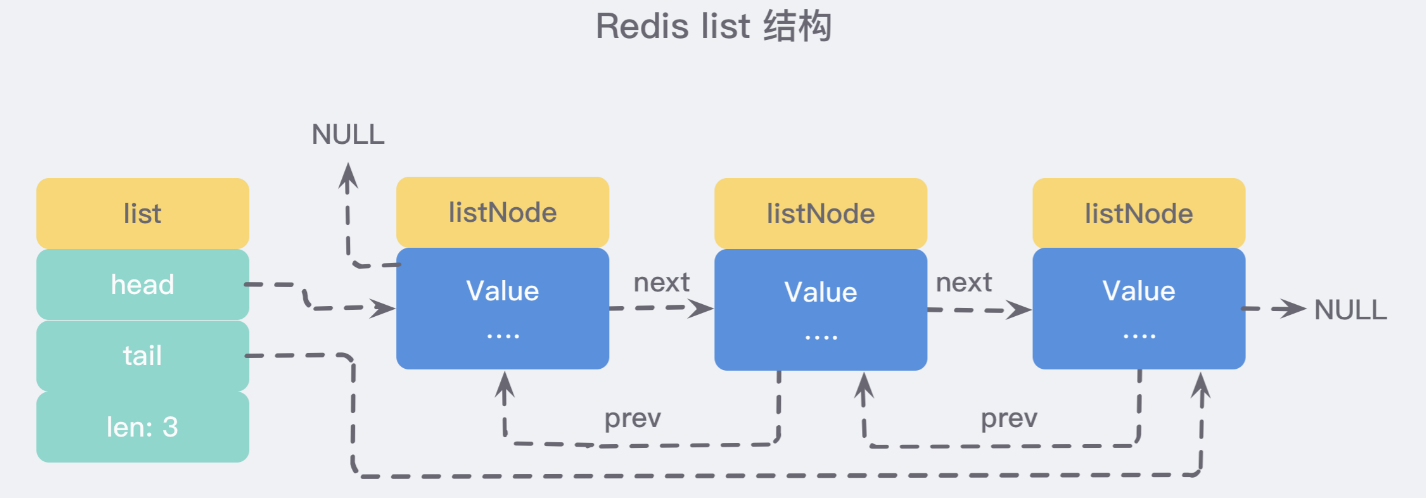 Redis list 结构
NULL
list
head
tail
len: 3
listNode
Value
....
next
listNode
Value
....
next
listNode
Value
....
NULL
prev
prev